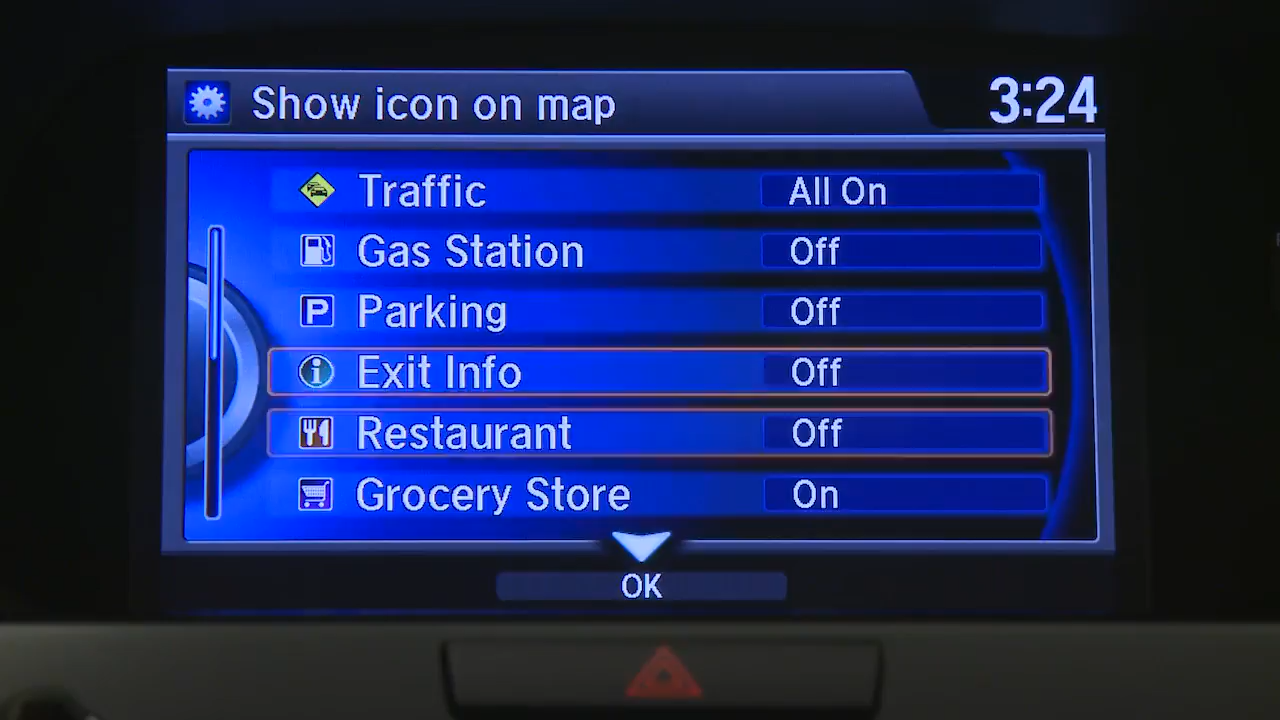 Show icon on map 3:24
Traffic All On
Gas Station Off
P Parking Off
i Exit Info Off
Restaurant Off
Grocery Store On
OK